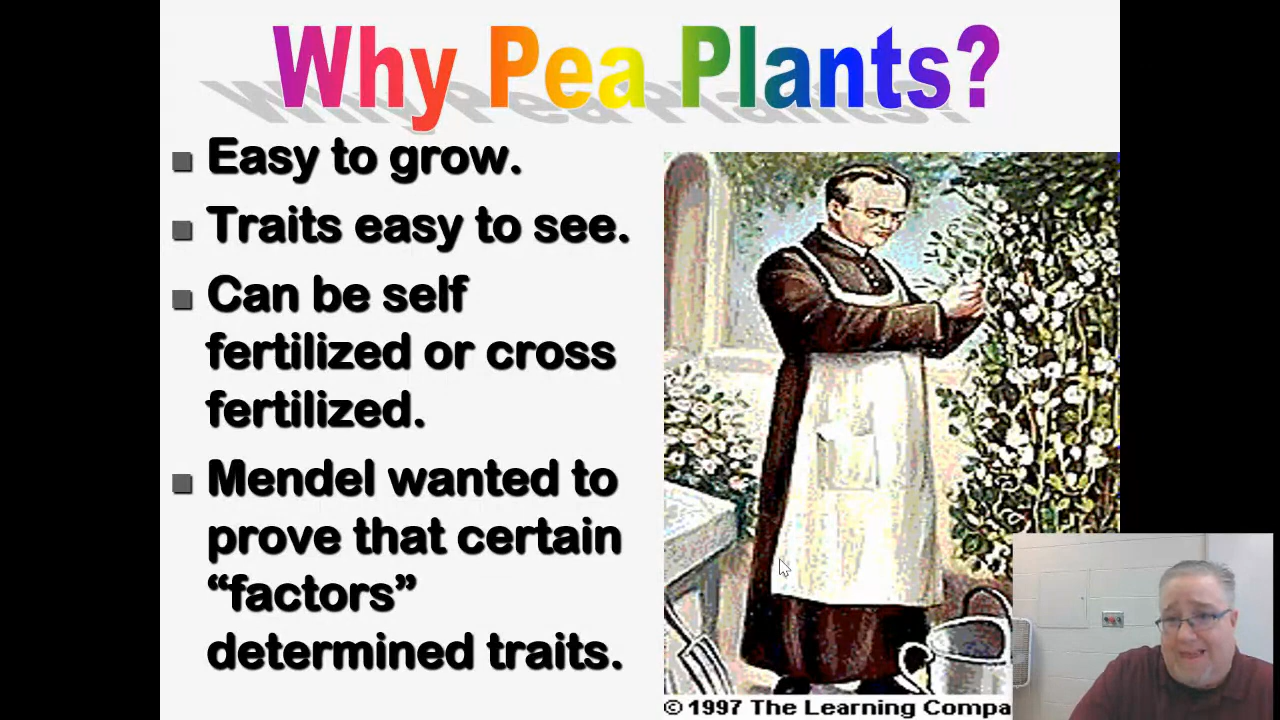 Why Pea Plants?
■ Easy to grow.
■ Traits easy to see.
■ Can be self
fertilized or cross
fertilized.
■ Mendel wanted to
prove that certain
“factors”
determined traits.
© 1997 The Learning Compa